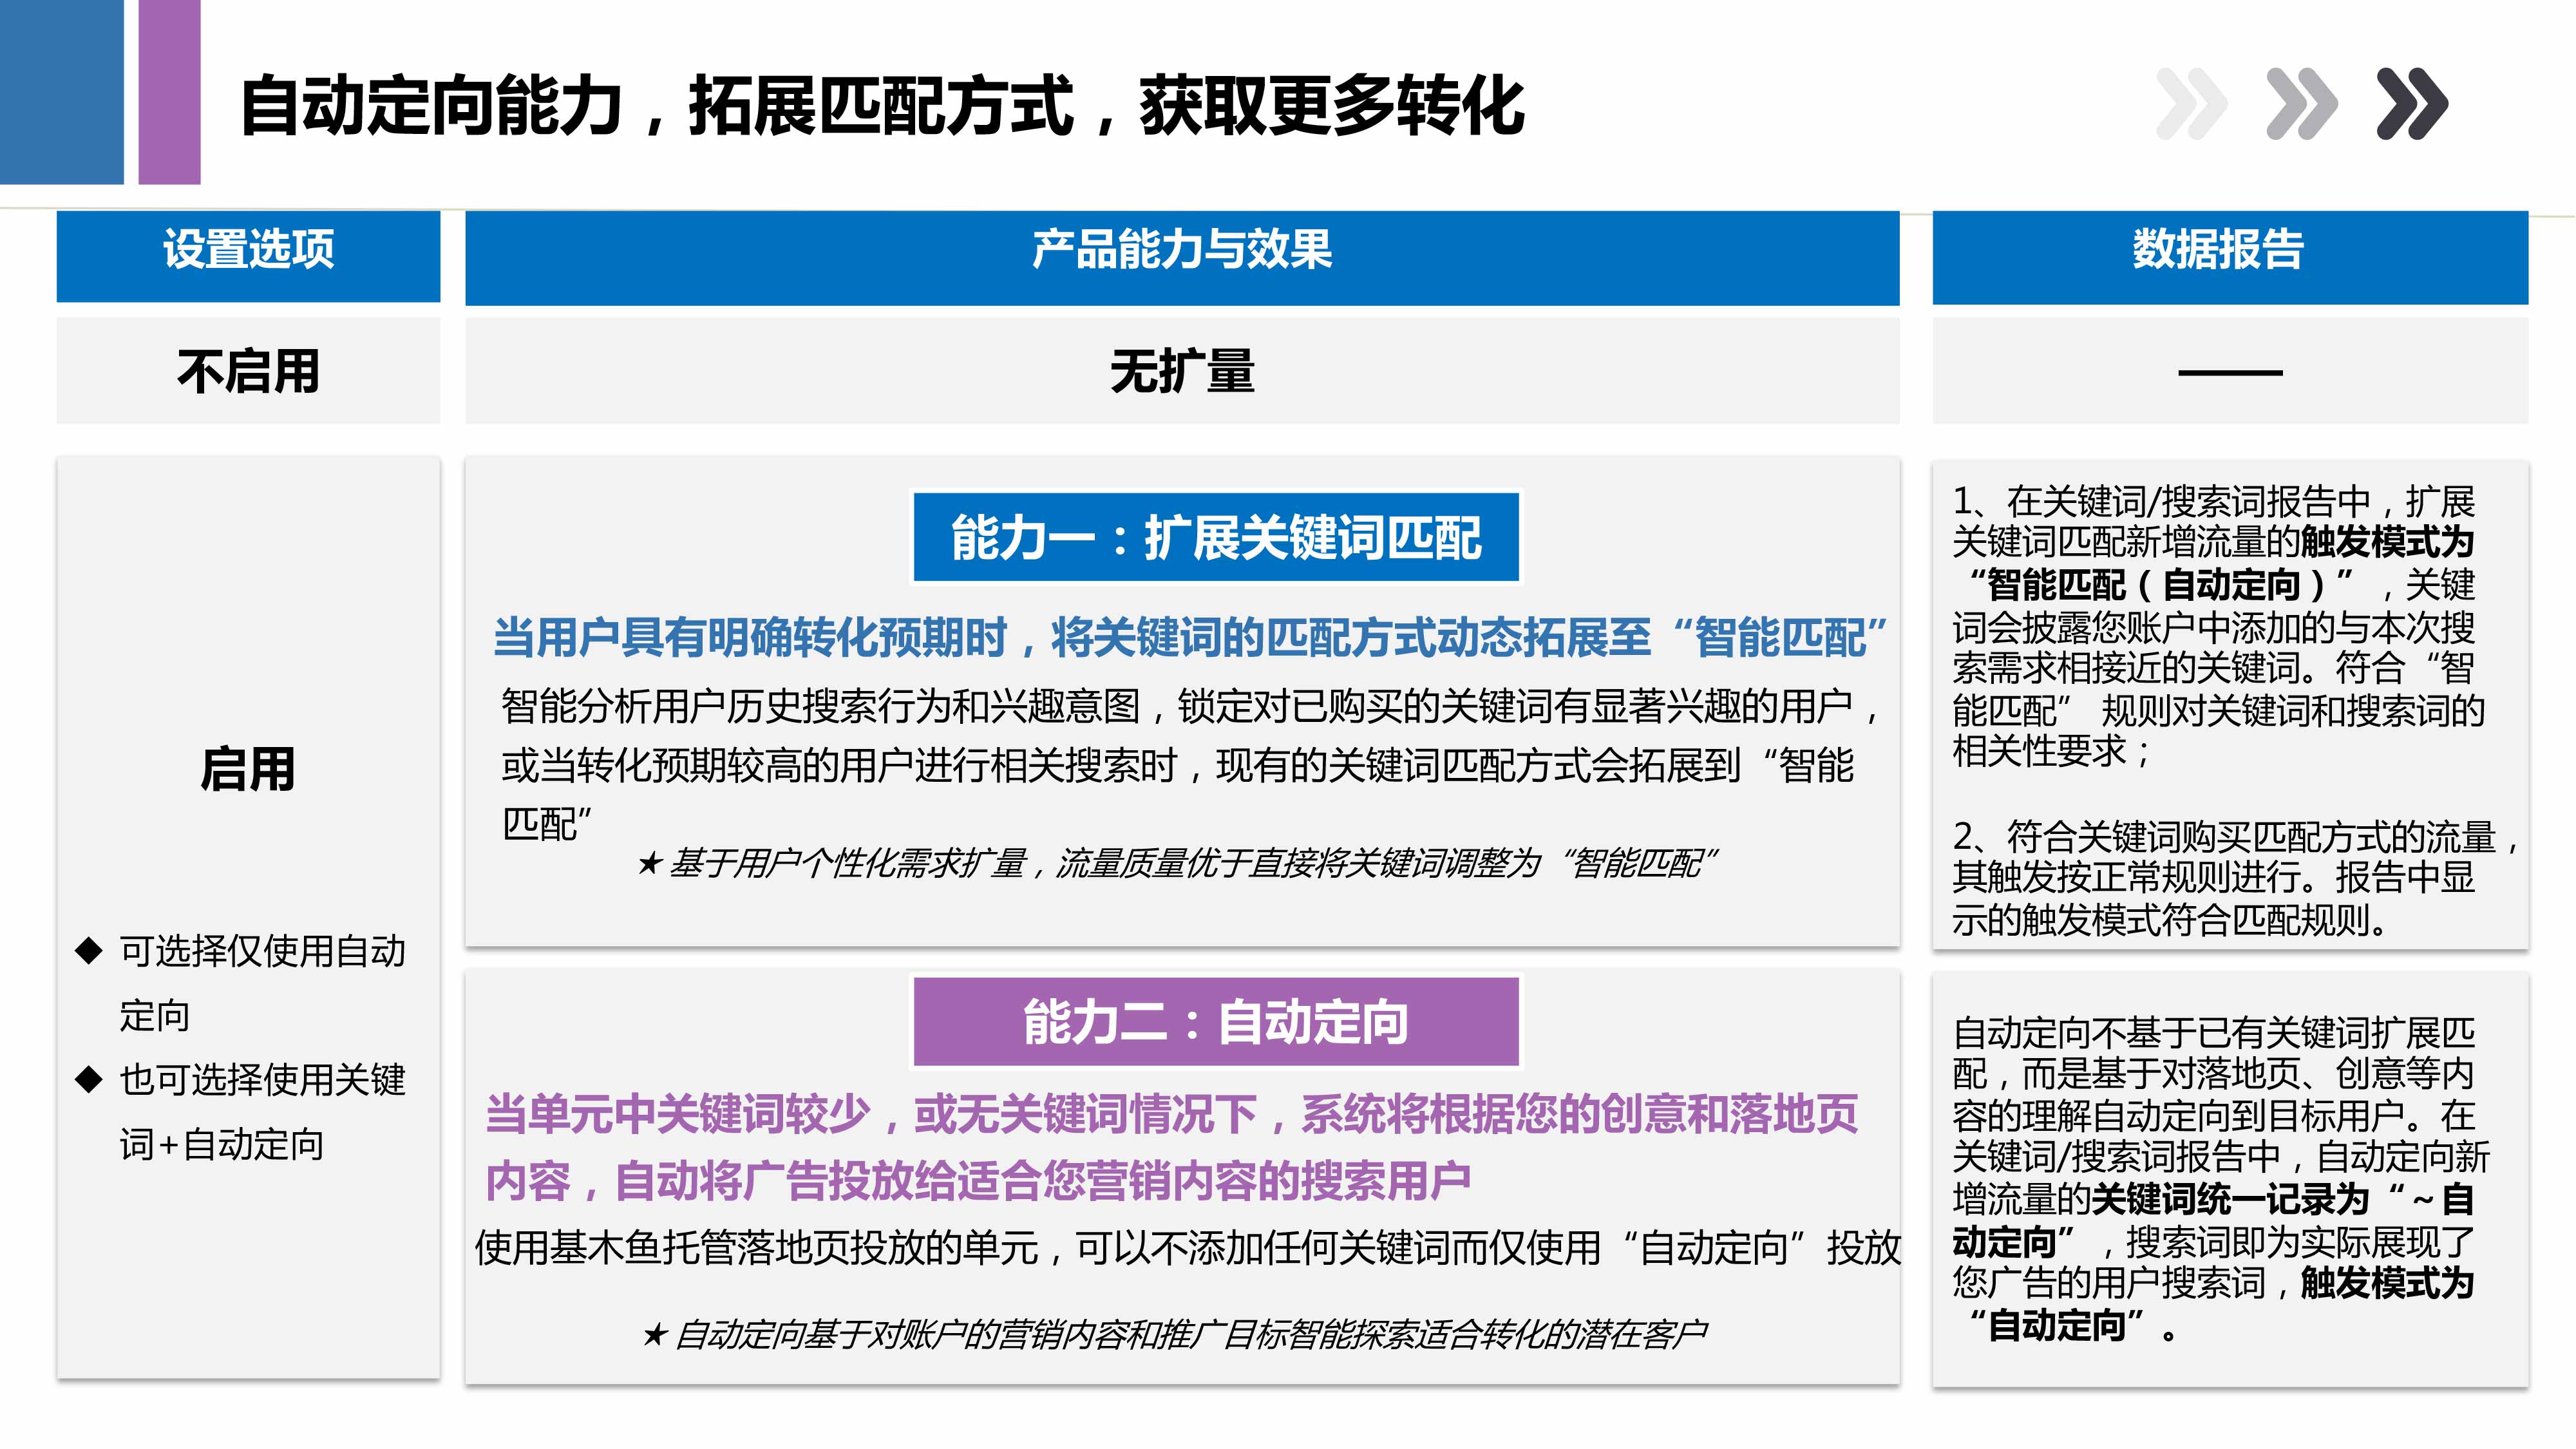 自动定向能力，拓展匹配方式，获取更多转化
设置选项
产品能力与效果
数据报告
不启用
无扩量
——
启用
◆ 可选择仅使用自动
定向
◆ 也可选择使用关键
词+自动定向
能力一：扩展关键词匹配
当用户具有明确转化预期时，将关键词的匹配方式动态拓展至“智能匹配”
智能分析用户历史搜索行为和兴趣意图，锁定对已购买的关键词有显著兴趣的用户，
或当转化预期较高的用户进行相关搜索时，现有的关键词匹配方式会拓展到“智能
匹配”
★ 基于用户个性化需求扩量，流量质量优于直接将关键词调整为“智能匹配”
1、在关键词/搜索词报告中，扩展
关键词匹配新增流量的触发模式为
“智能匹配（自动定向）”，关键
词会披露您账户中添加的与本次搜
索需求相接近的关键词。符合“智
能匹配” 规则对关键词和搜索词的
相关性要求；
2、符合关键词购买匹配方式的流量，
其触发按正常规则进行。报告中显
示的触发模式符合匹配规则。
能力二：自动定向
当单元中关键词较少，或无关键词情况下，系统将根据您的创意和落地页
内容，自动将广告投放给适合您营销内容的搜索用户
使用基木鱼托管落地页投放的单元，可以不添加任何关键词而仅使用“自动定向”投放
★ 自动定向基于对账户的营销内容和推广目标智能探索适合转化的潜在客户
自动定向不基于已有关键词扩展匹
配，而是基于对落地页、创意等内
容的理解自动定向到目标用户。在
关键词/搜索词报告中，自动定向新
增流量的关键词统一记录为“～自
动定向”，搜索词即为实际展现了
您广告的用户搜索词，触发模式为
“自动定向”。